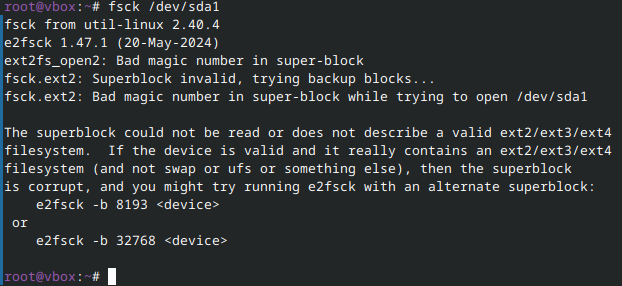 root@vbox:~# fsck /dev/sda1
fsck from util-linux 2.40.4
e2fsck 1.47.1 (20-May-2024)
ext2fs_open2: Bad magic number in super-block
fsck.ext2: Superblock invalid, trying backup blocks...
fsck.ext2: Bad magic number in super-block while trying to open /dev/sda1

The superblock could not be read or does not describe a valid ext2/ext3/ext4
filesystem.  If the device is valid and it really contains an ext2/ext3/ext4
filesystem (and not swap or ufs or something else), then the superblock
is corrupt, and you might try running e2fsck with an alternate superblock:
    e2fsck -b 8193 <device>
 or
    e2fsck -b 32768 <device>

root@vbox:~#